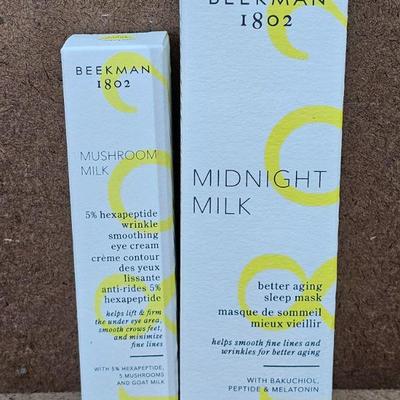 BEEKMAN
1802
MUSHROOM
MILK
5% hexapeptide
wrinkle
smoothing
eye cream
crème contour
des yeux
lissante
anti-rides 5%
hexapeptide
helps lift & firm
the under eye area,
smooth crows feet,
and minimize
fine lines
WITH 5% HEXAPEPTIDE,
5 MUSHROOMS
AND GOAT MILK
BEEKMAN
1802
MIDNIGHT
MILK
better aging
sleep mask
masque de sommeil
mieux vieillir
helps smooth fine lines and
wrinkles for better aging
WITH BAKUCHIOL,
PEPTIDE & MELATONIN